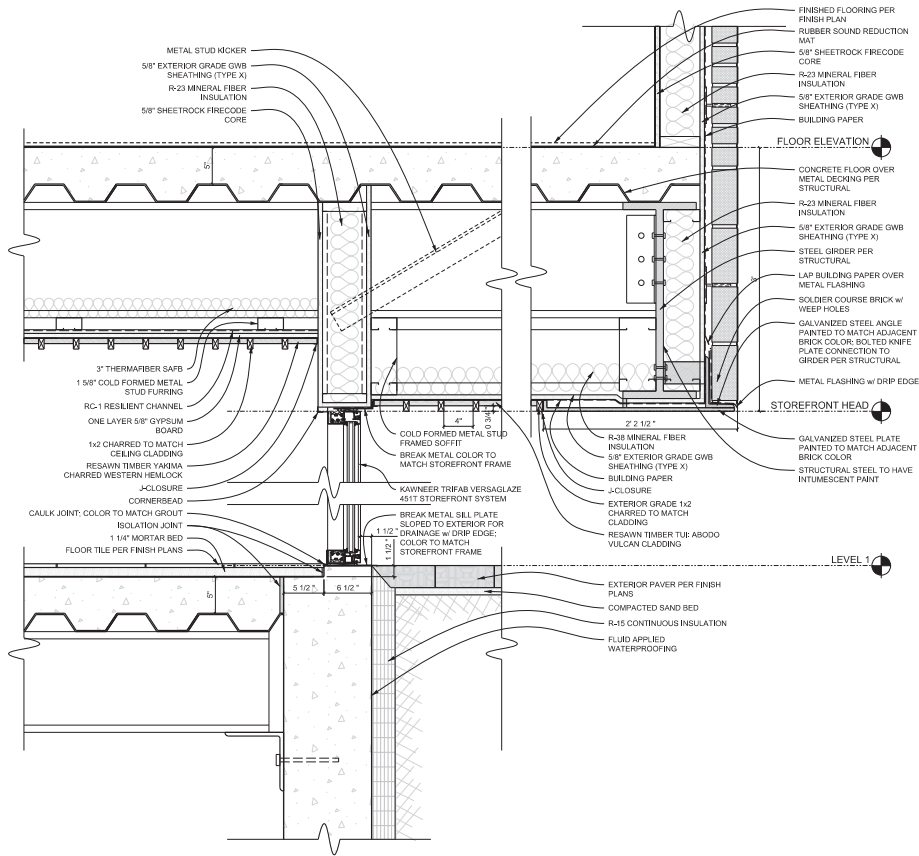 METAL STUD KICKER
5/8" EXTERIOR GRADE GWB
SHEATHING (TYPE X)
R-23 MINERAL FIBER
INSULATION
5/8" SHEETROCK FIRECODE
CORE
FINISHED FLOORING PER
FINISH PLAN
RUBBER SOUND REDUCTION
MAT
5/8" SHEETROCK FIRECODE
CORE
R-23 MINERAL FIBER
INSULATION
5/8" EXTERIOR GRADE GWB
SHEATHING (TYPE X)
BUILDING PAPER
FLOOR ELEVATION
CONCRETE FLOOR OVER
METAL DECKING PER
STRUCTURAL
R-23 MINERAL FIBER
INSULATION
5/8" EXTERIOR GRADE GWB
SHEATHING (TYPE X)
STEEL GIRDER PER
STRUCTURAL
LAP BUILDING PAPER OVER
METAL FLASHING
SOLDIER COURSE BRICK w/
WEEP HOLES
GALVANIZED STEEL ANGLE
PAINTED TO MATCH ADJACENT
BRICK COLOR; BOLTED KNIFE
PLATE CONNECTION TO
GIRDER PER STRUCTURAL
METAL FLASHING w/ DRIP EDGE
STOREFRONT HEAD
GALVANIZED STEEL PLATE
PAINTED TO MATCH ADJACENT
BRICK COLOR
STRUCTURAL STEEL TO HAVE
INTUMESCENT PAINT
5"
3" THERMAFIBER SAFB
1 5/8" COLD FORMED METAL
STUD FURRING
RC-1 RESILIENT CHANNEL
ONE LAYER 5/8" GYPSUM
BOARD
1x2 CHARRED TO MATCH
CEILING CLADDING
RESAWN TIMBER YAKIMA
CHARRED WESTERN HEMLOCK
J-CLOSURE
CORNERBEAD
CAULK JOINT; COLOR TO MATCH GROUT
ISOLATION JOINT
1 1/4" MORTAR BED
FLOOR TILE PER FINISH PLANS
4"
0 3/4"
2' 2 1/2 "
COLD FORMED METAL STUD
FRAMED SOFFIT
BREAK METAL COLOR TO
MATCH STOREFRONT FRAME
KAWNEER TRIFAB VERSAGLAZE
451T STOREFRONT SYSTEM
BREAK METAL SILL PLATE
SLOPED TO EXTERIOR FOR
DRAINAGE w/ DRIP EDGE;
COLOR TO MATCH
STOREFRONT FRAME
R-38 MINERAL FIBER
INSULATION
5/8" EXTERIOR GRADE GWB
SHEATHING (TYPE X)
BUILDING PAPER
J-CLOSURE
EXTERIOR GRADE 1x2
CHARRED TO MATCH
CLADDING
RESAWN TIMBER TUI: ABODO
VULCAN CLADDING
1 1/2 "
1 1/2 "
LEVEL 1
5"
5 1/2 "
6 1/2 "
EXTERIOR PAVER PER FINISH
PLANS
COMPACTED SAND BED
R-15 CONTINUOUS INSULATION
FLUID APPLIED
WATERPROOFING